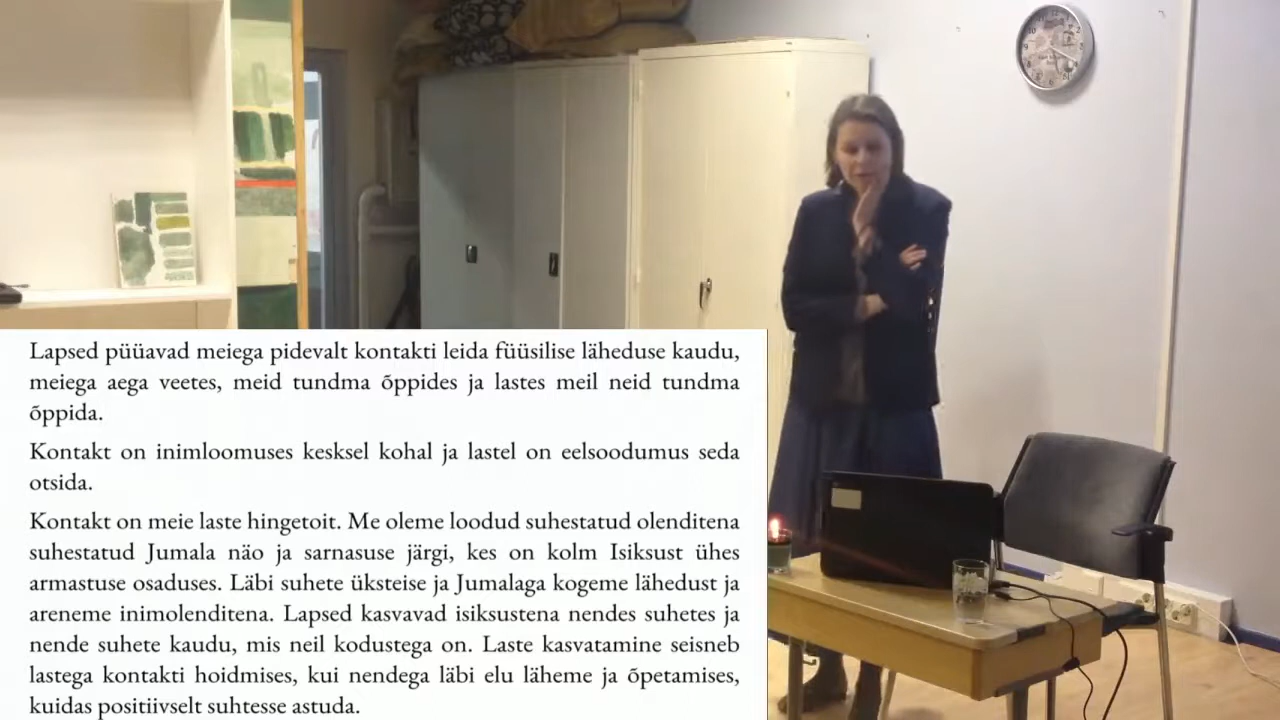 Lapsed püüavad meiega pidevalt kontakti leida füüsilise läheduse kaudu,
meiega aega veetes, meid tundma õppides ja lastes meil neid tundma
õppida.
Kontakt on inimloomuses kesksel kohal ja lastel on eelsoodumus seda
otsida.
Kontakt on meie laste hingetoit. Me oleme loodud suhestatud olenditena
suhestatud Jumala näo ja sarnasuse järgi, kes on kolm Isiksust ühes
armastuse osaduses. Läbi suhete üksteise ja Jumalaga kogeme lähedust ja
areneme inimolenditena. Lapsed kasvavad isiksustena nendes suhetes ja
nende suhete kaudu, mis neil kodustega on. Laste kasvatamine seisneb
lastega kontakti hoidmises, kui nendega läbi elu läheme ja õpetamises,
kuidas positiivselt suhtesse astuda.